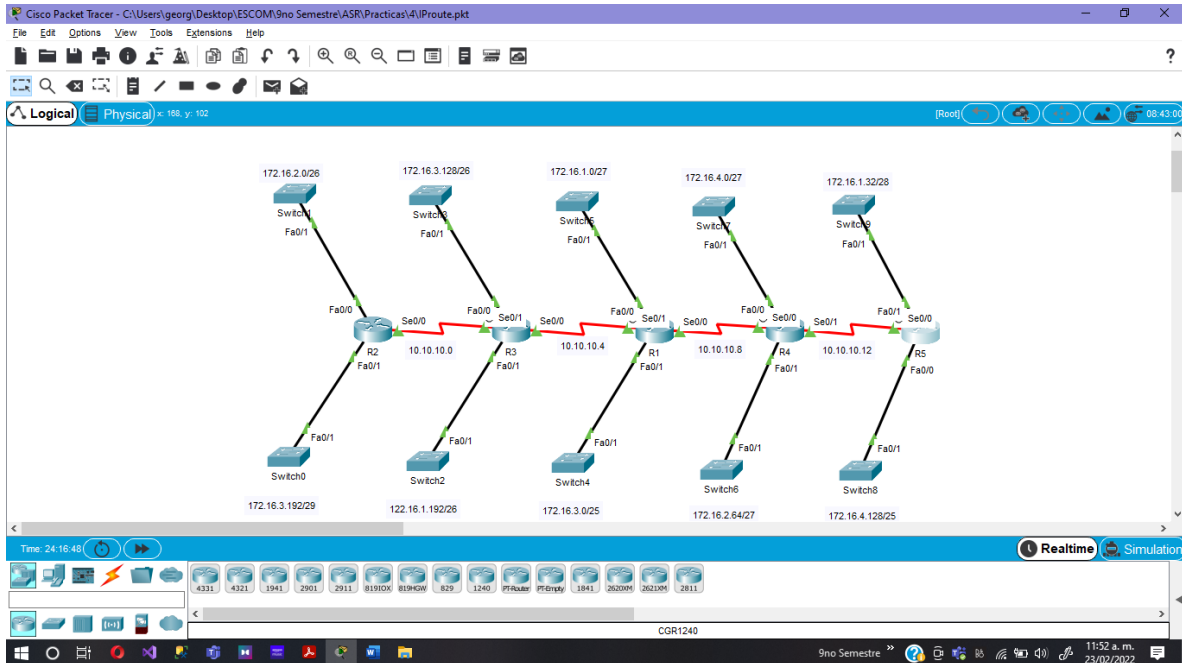 Cisco Packet Tracer - C:\Users\georg\Desktop\ESCOM\9no Semestre\ASR\Practicas\4\IProute.pkt
File Edit Options View Tools Extensions Help
Logical Physical x: 168, y: 102 [Root] 08:43:00
172.16.2.0/26 172.16.3.128/26 172.16.1.0/27 172.16.4.0/27 172.16.1.32/28
Switch1 Switch3 Switch5 Switch7 Switch9
Fa0/1 Fa0/1 Fa0/1 Fa0/1 Fa0/1
Fa0/0 Se0/0 Fa0/0 Se0/1 Se0/0 Fa0/0 Se0/1 Se0/0 Fa0/0 Se0/0 Se0/1 Fa0/1 Se0/0
R2 10.10.10.0 R3 10.10.10.4 R1 10.10.10.8 R4 10.10.10.12 R5
Fa0/1 Fa0/1 Fa0/1 Fa0/1 Fa0/0
Fa0/1 Fa0/1 Fa0/1 Fa0/1 Fa0/1
Switch0 Switch2 Switch4 Switch6 Switch8
172.16.3.192/29 122.16.1.192/26 172.16.3.0/25 172.16.2.64/27 172.16.4.128/25
Time: 24:16:48 Realtime Simulation
4331 4321 1941 2901 2911 819IOX 819HGW 829 1240 PT-Router PT-Empty 1841 2620XM 2621XM 2811
CGR1240
9no Semestre 11:52 a. m.
23/02/2022